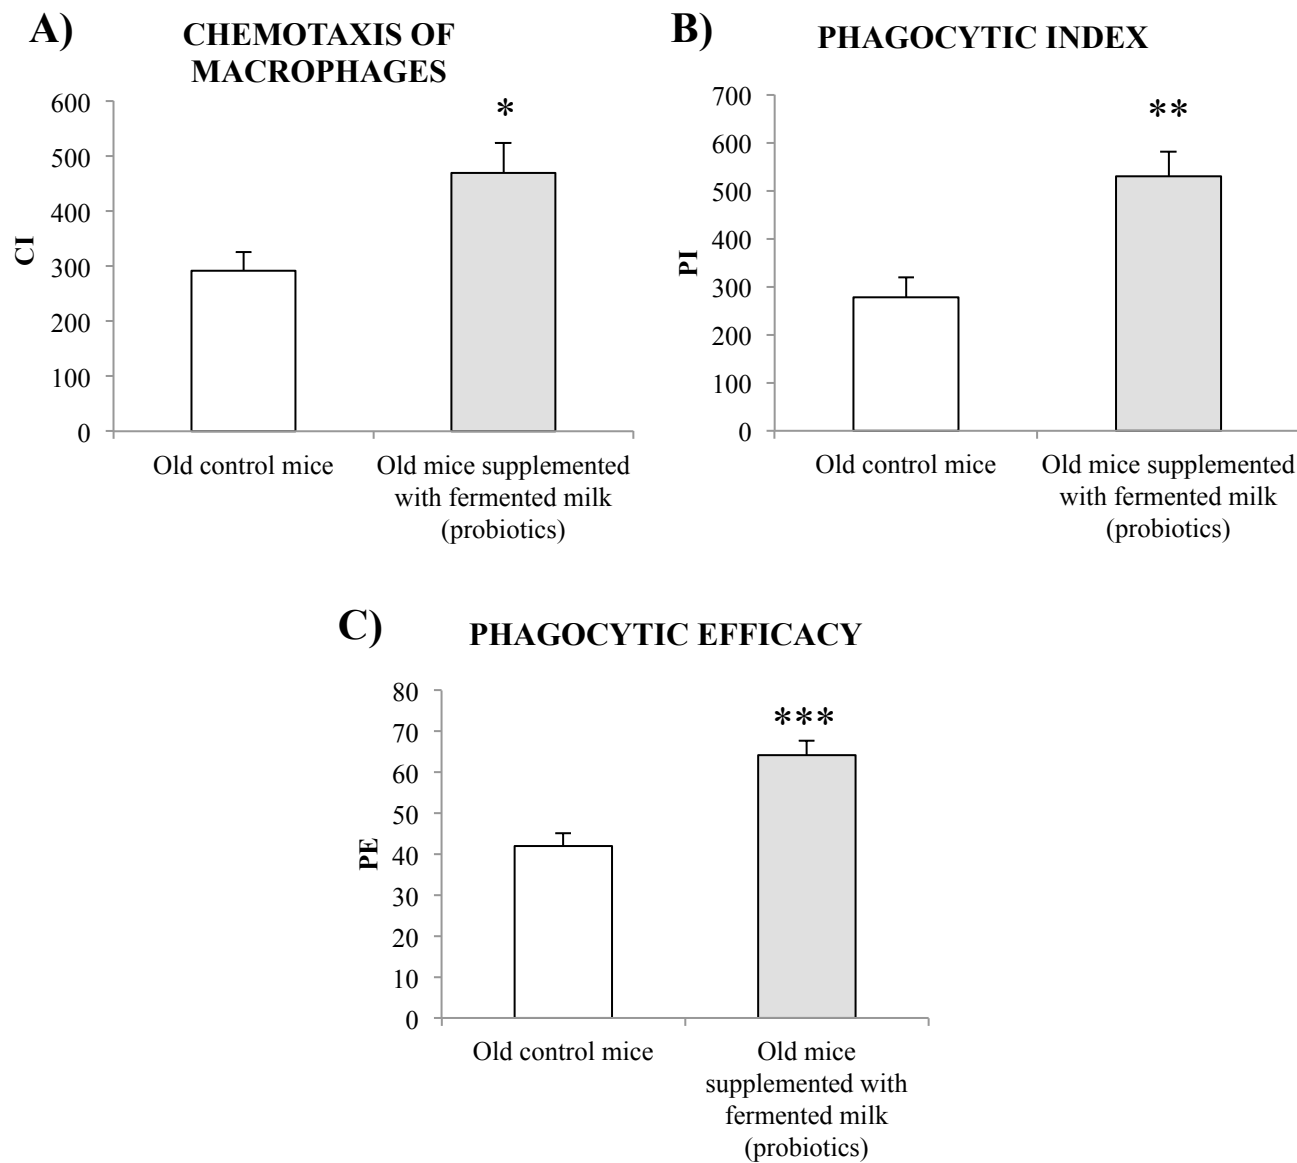 A)
CHEMOTAXIS OF
MACROPHAGES
600
500
400
300
200
100
0
CI
*
Old control mice
Old mice supplemented
with fermented milk
(probiotics)
B)
PHAGOCYTIC INDEX
700
600
500
400
300
200
100
0
PI
**
Old control mice
Old mice supplemented
with fermented milk
(probiotics)
C)
PHAGOCYTIC EFFICACY
80
70
60
50
40
30
20
10
0
PE
***
Old control mice
Old mice
supplemented with
fermented milk
(probiotics)